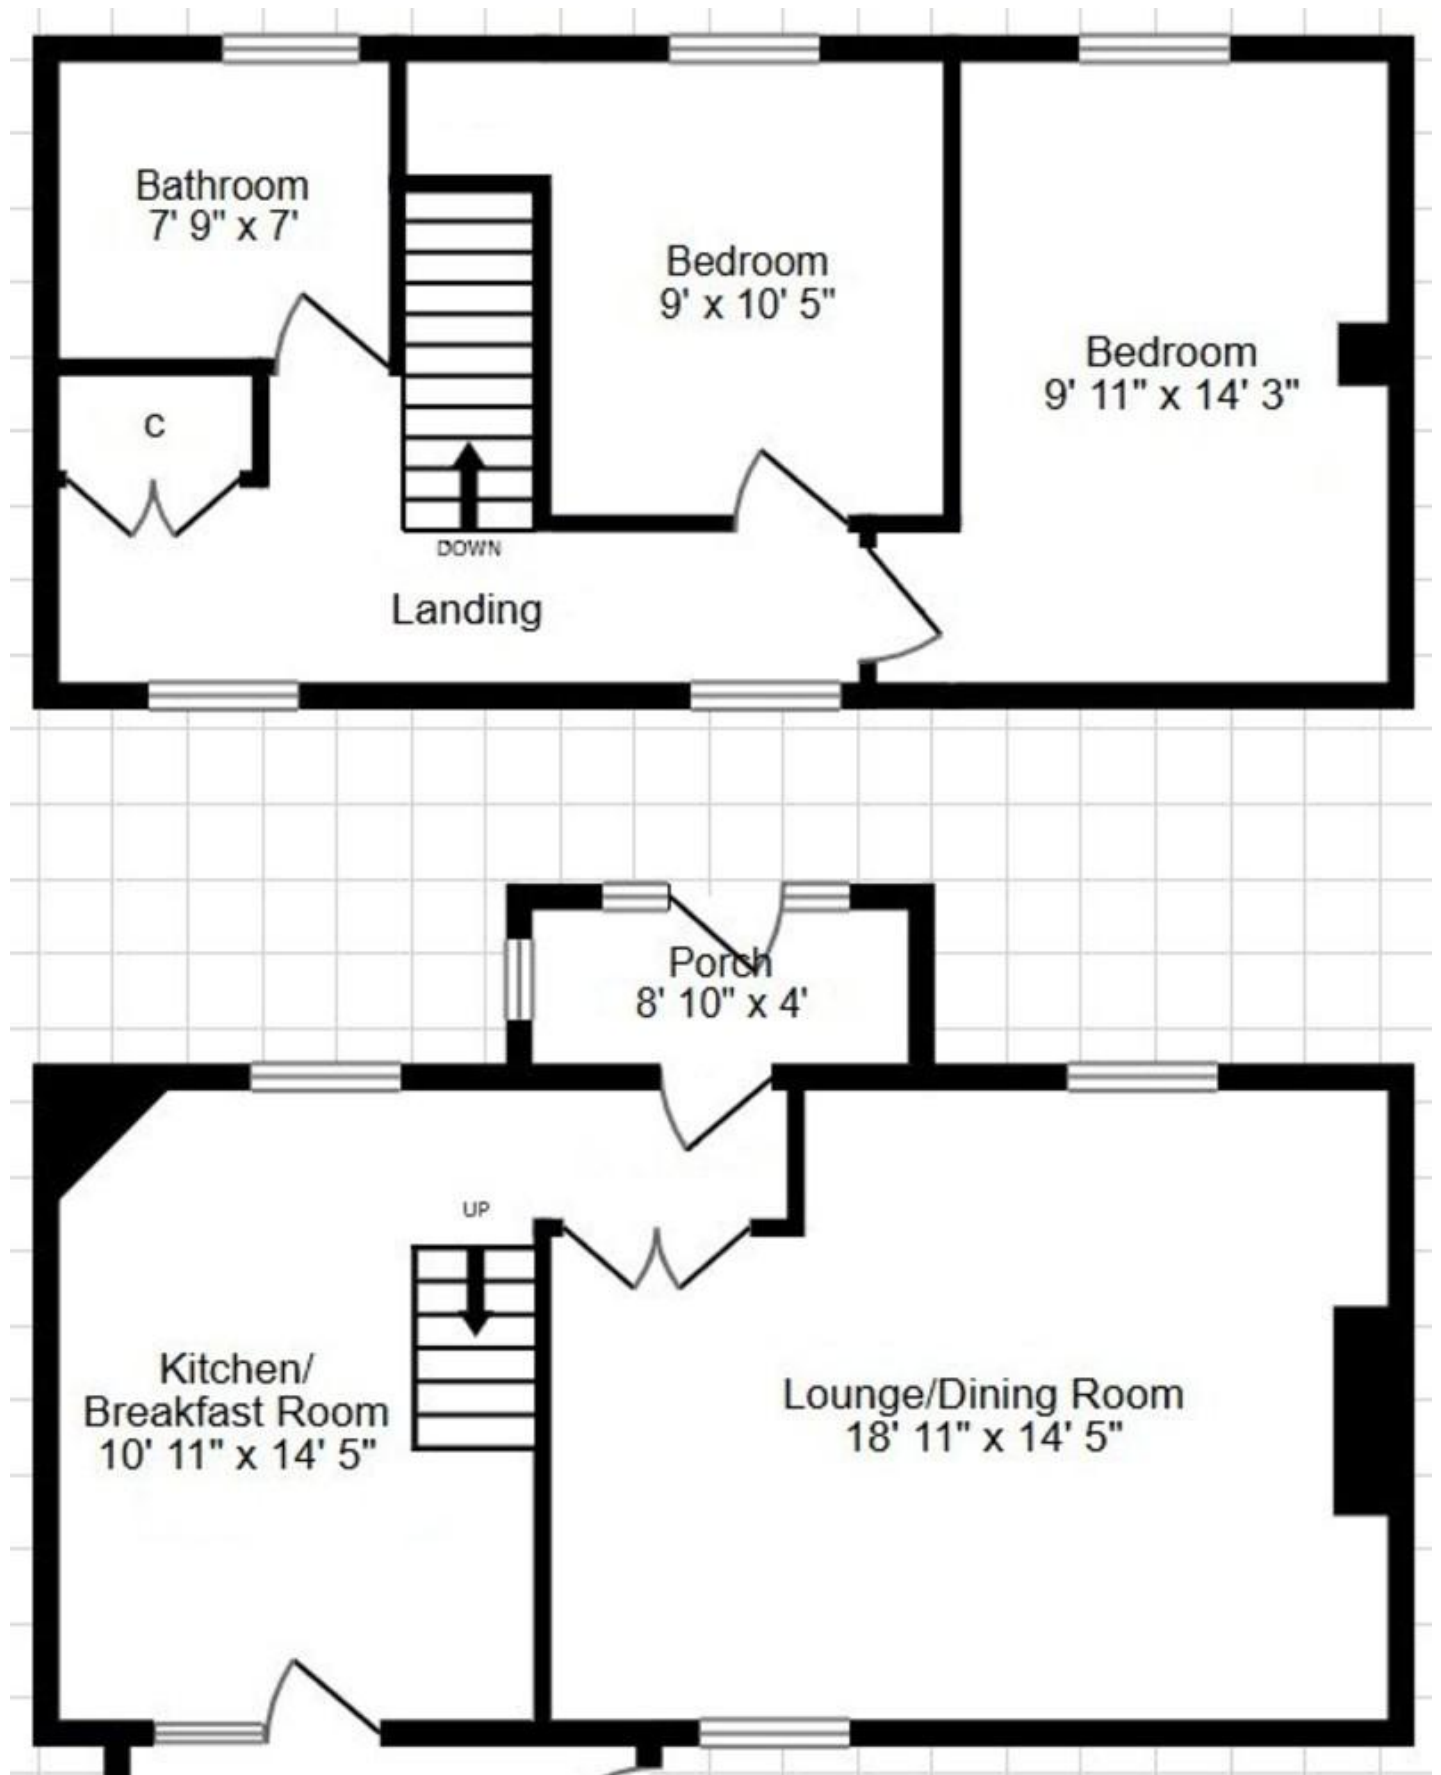 Bathroom
7' 9" x 7'
Bedroom
9' x 10' 5"
Bedroom
9' 11" x 14' 3"
C
DOWN
Landing
Porch
8' 10" x 4'
UP
Kitchen/
Breakfast Room
10' 11" x 14' 5"
Lounge/Dining Room
18' 11" x 14' 5"